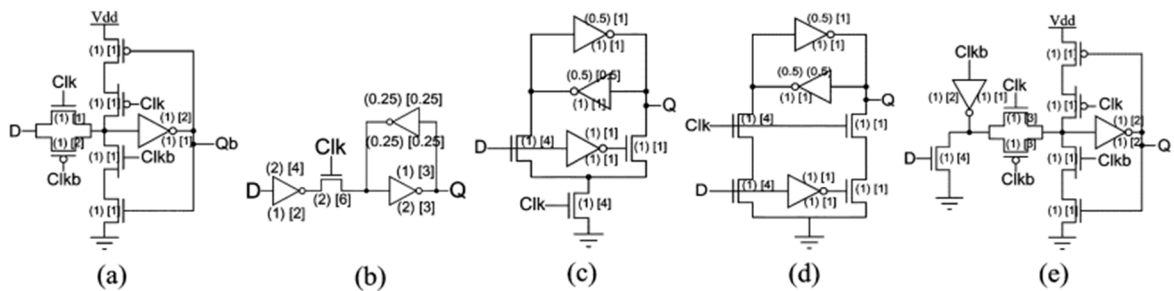 Vdd
(1) [1]
Clk
(1) [1]
Clk
D
(1) [1]
(1) [2]
(1) [2]
(1) [1]
(1) [1]
Clkb
Qb
Clkb
(1) [1]
(a)
(0.25) [0.25]
(0.25) [0.25]
Clk
(2) [4]
(1) [3]
D
Q
(1) [2]
(2) [6]
(2) [3]
(b)
(0.5) [1]
(1) [1]
(0.5) [0.5]
(1) [1]
Q
D
(1) [4]
(1) [1]
(1) [1]
(1) [1]
Clk
(1) [4]
(c)
(0.5) [1]
(1) [1]
(0.5) (0.5)
(1) [1]
Q
Clk
(1) [4]
(1) [1]
D
(1) [4]
(1) [1]
(1) [1]
(1) [1]
(d)
Vdd
Clkb
(1) [1]
(1) [2]
(1) [1]
Clk
(1) [1]
Clk
(1) [3]
(1) [2]
(1) [2]
Q
D
(1) [4]
(1) [3]
(1) [1]
Clkb
Clkb
(1) [1]
(e)